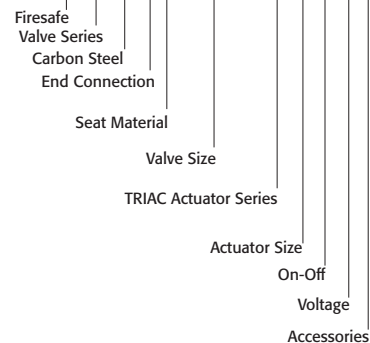 Firesafe
Valve Series
Carbon Steel
End Connection
Seat Material
Valve Size
TRIAC Actuator Series
Actuator Size
On-Off
Voltage
Accessories